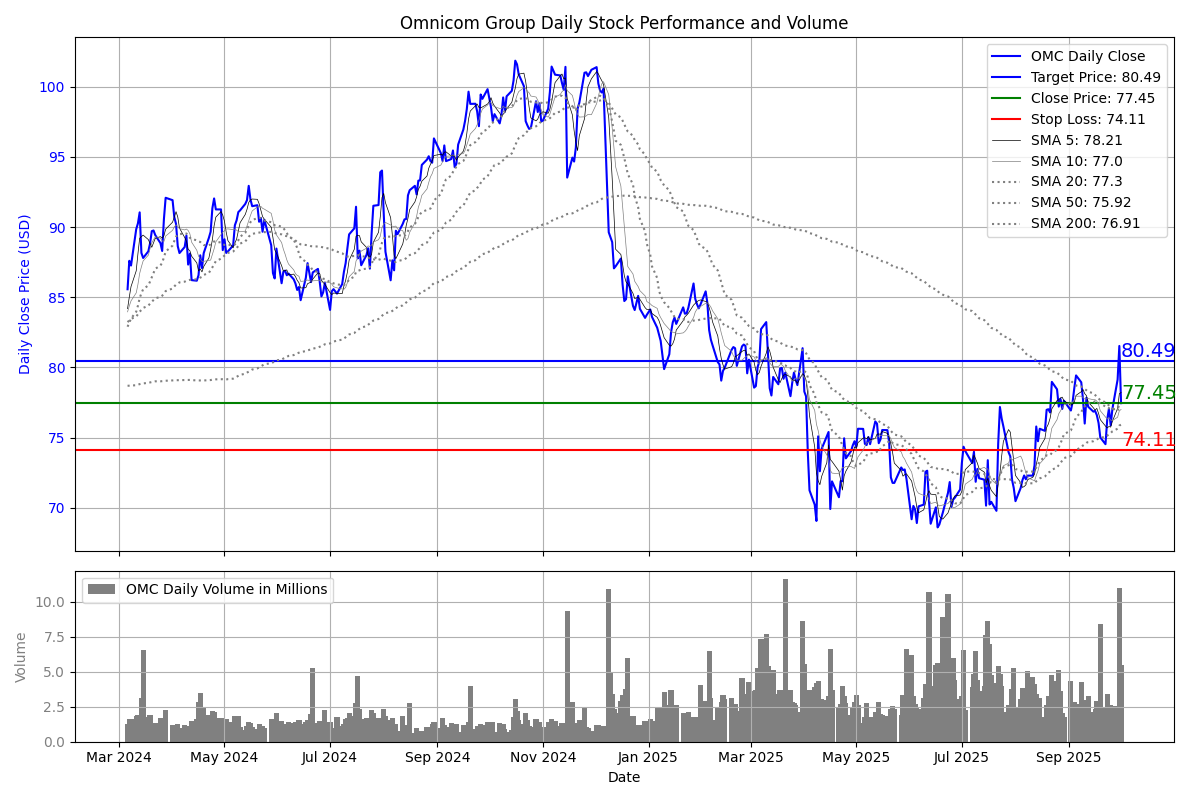 Omnicom Group Daily Stock Performance and Volume
Daily Close Price (USD)
100
95
90
85
80
75
70
OMC Daily Close
Target Price: 80.49
Close Price: 77.45
Stop Loss: 74.11
SMA 5: 78.21
SMA 10: 77.0
SMA 20: 77.3
SMA 50: 75.92
SMA 200: 76.91
80.49
77.45
74.11
Volume
10.0
7.5
5.0
2.5
0.0
OMC Daily Volume in Millions
Mar 2024 May 2024 Jul 2024 Sep 2024 Nov 2024 Jan 2025 Mar 2025 May 2025 Jul 2025 Sep 2025
Date